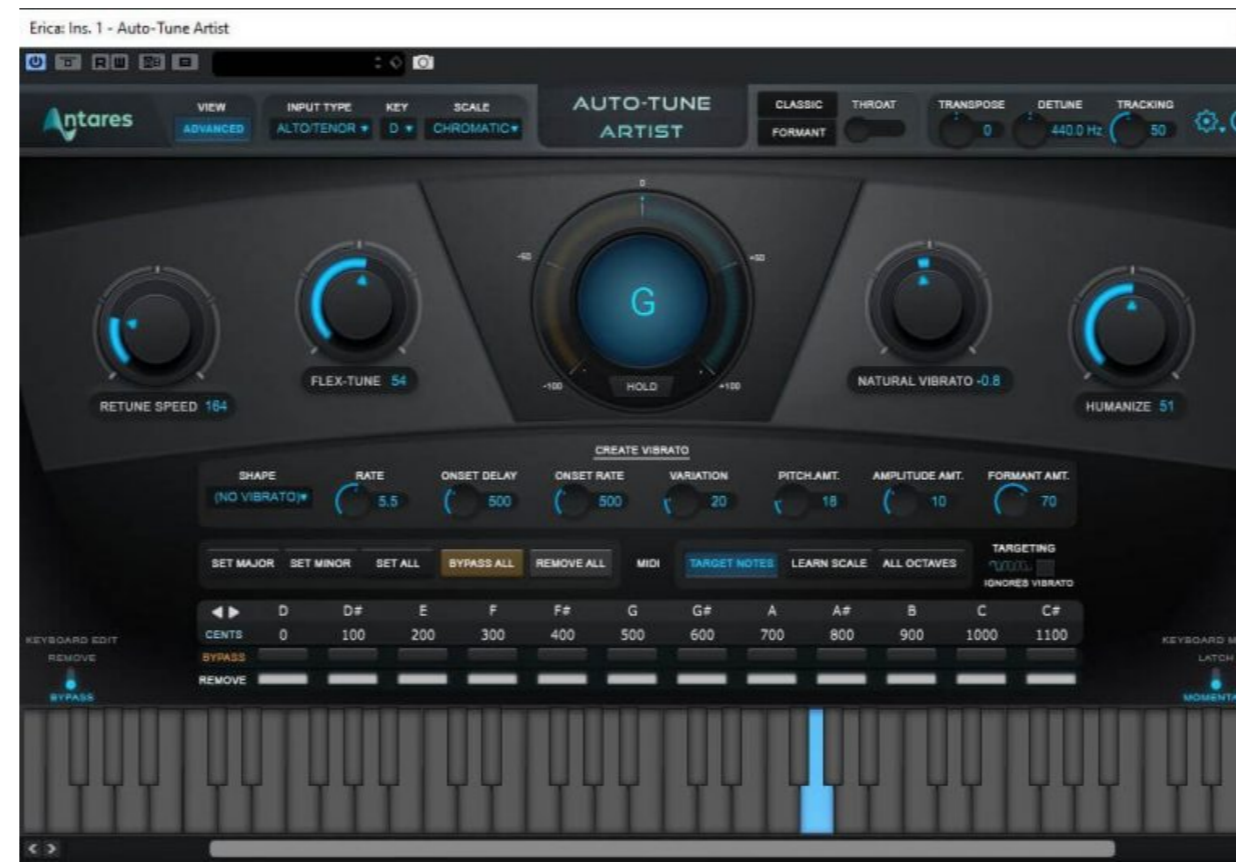 Erica: Ins. 1 - Auto-Tune Artist
Antares
VIEW
ADVANCED
INPUT TYPE KEY SCALE
ALTO/TENOR D CHROMATIC
AUTO-TUNE
ARTIST
CLASSIC
FORMANT
THROAT
TRANSPOSE DETUNE TRACKING
0 440.0 Hz 50
0
-50 +50
G
-100 HOLD +100
RETUNE SPEED 164
FLEX-TUNE 54
NATURAL VIBRATO -0.8
HUMANIZE 51
CREATE VIBRATO
SHAPE RATE ONSET DELAY ONSET RATE VARIATION PITCH AMT. AMPLITUDE AMT. FORMANT AMT.
(NO VIBRATO) 5.5 500 500 20 18 10 70
SET MAJOR SET MINOR SET ALL BYPASS ALL REMOVE ALL MIDI TARGET NOTES LEARN SCALE ALL OCTAVES
TARGETING
IGNORES VIBRATO
D D# E F F# G G# A A# B C C#
CENTS 0 100 200 300 400 500 600 700 800 900 1000 1100
BYPASS
REMOVE
KEYBOARD EDIT
REMOVE
BYPASS
KEYBOARD M
LATCH
MOMENTA